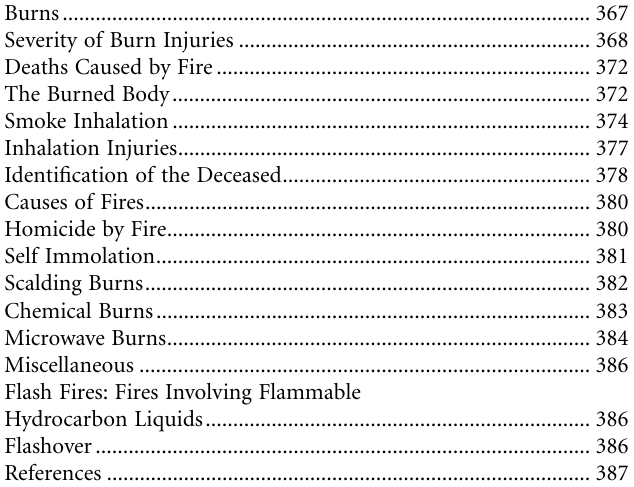 Burns ........................................................................................................ 367
Severity of Burn Injuries ..................................................................... 368
Deaths Caused by Fire ......................................................................... 372
The Burned Body .................................................................................. 372
Smoke Inhalation .................................................................................. 374
Inhalation Injuries................................................................................. 377
Identification of the Deceased............................................................. 378
Causes of Fires....................................................................................... 380
Homicide by Fire................................................................................... 380
Self Immolation..................................................................................... 381
Scalding Burns....................................................................................... 382
Chemical Burns ..................................................................................... 383
Microwave Burns................................................................................... 384
Miscellaneous ........................................................................................ 386
Flash Fires: Fires Involving Flammable
Hydrocarbon Liquids............................................................................ 386
Flashover ................................................................................................. 386
References ............................................................................................... 387